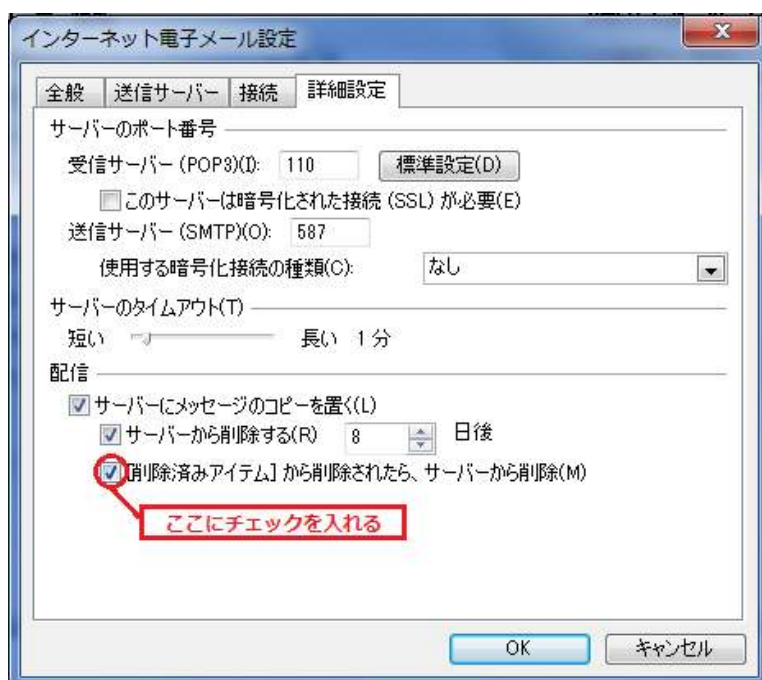 インターネット電子メール設定
全般 送信サーバー 接続 詳細設定
サーバーのポート番号
受信サーバー (POP3)(I): 110 標準設定(D)
このサーバーは暗号化された接続 (SSL) が必要(E)
送信サーバー (SMTP)(O): 587
使用する暗号化接続の種類(C): なし
サーバーのタイムアウト(T)
短い 長い 1 分
配信
サーバーにメッセージのコピーを置く(L)
サーバーから削除する(R) 8 日後
[削除済みアイテム] から削除されたら、サーバーから削除(M)
ここにチェックを入れる
OK キャンセル